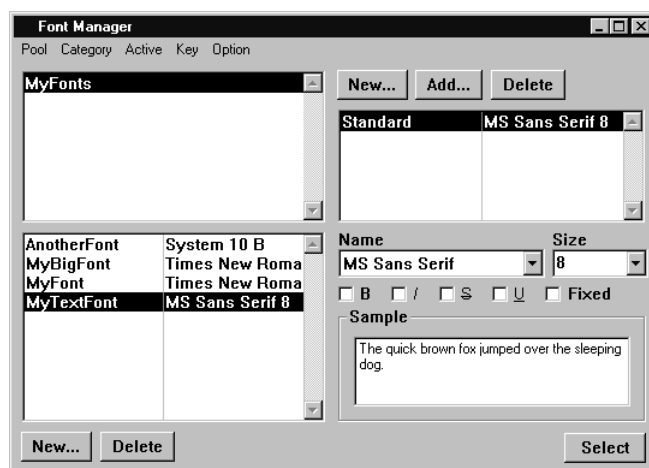 Font Manager
Pool Category Active Key Option
MyFonts
New... Add... Delete
Standard MS Sans Serif 8
AnotherFont System 10 B
MyBigFont Times New Roma
MyFont Times New Roma
MyTextFont MS Sans Serif 8
Name Size
MS Sans Serif 8
B I S U Fixed
Sample
The quick brown fox jumped over the sleeping
dog.
New... Delete
Select